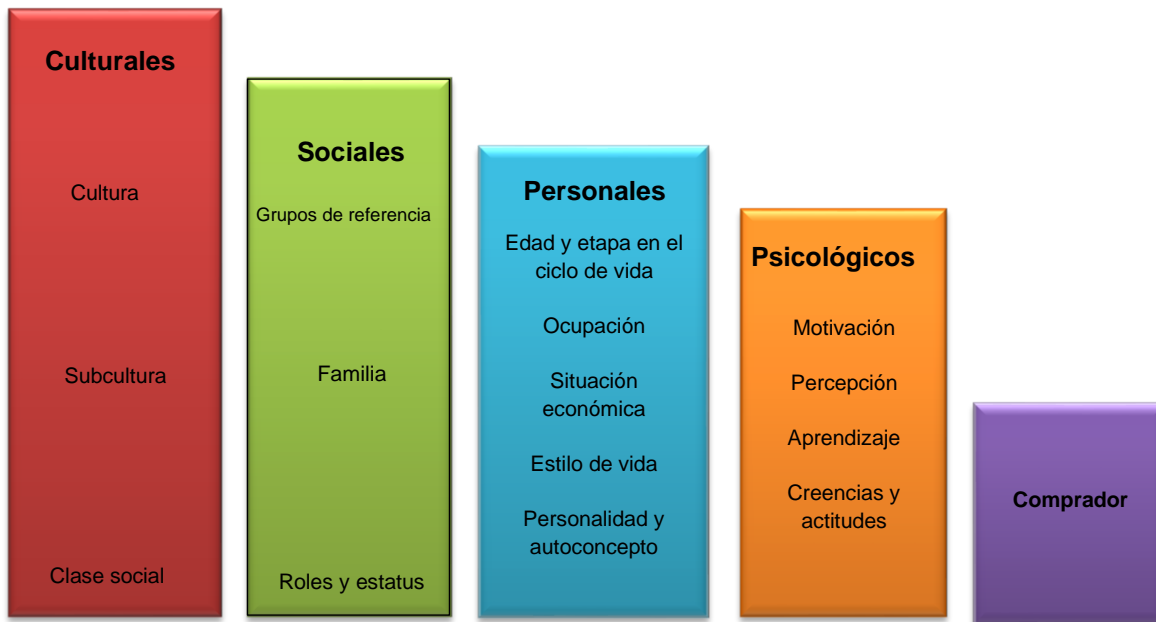 Culturales
Cultura
Subcultura
Clase social
Sociales
Grupos de referencia
Familia
Roles y estatus
Personales
Edad y etapa en el
ciclo de vida
Ocupación
Situación
económica
Estilo de vida
Personalidad y
autoconcepto
Psicológicos
Motivación
Percepción
Aprendizaje
Creencias y
actitudes
Comprador